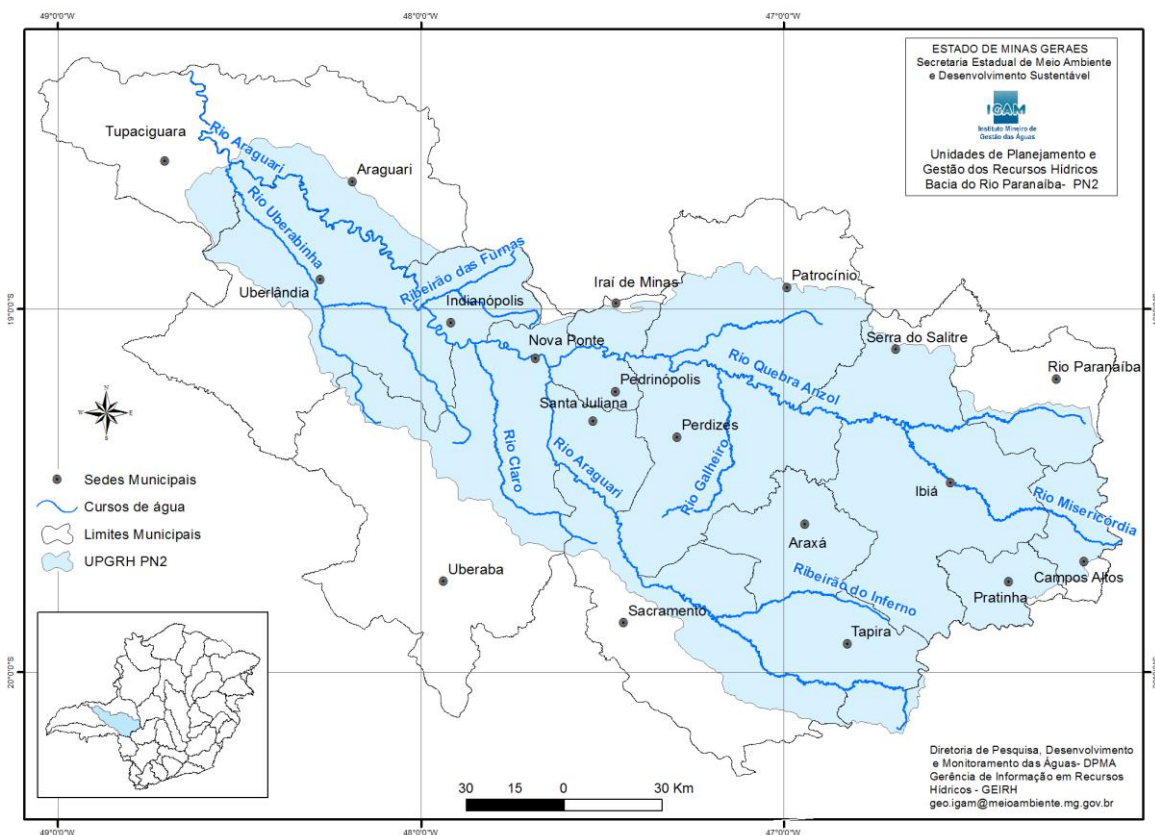 49°0'0"W
48°0'0"W
47°0'0"W
ESTADO DE MINAS GERAES
Secretaria Estadual de Meio Ambiente
e Desenvolvimento Sustentável
IGAM
Instituto Mineiro de
Gestão das Águas
Unidades de Planejamento e
Gestão dos Recursos Hídricos
Bacia do Rio Paranaíba- PN2
Tupaciguara
Rio Araguari
Araguari
Rio Uberabinha
Uberlândia
Ribeirão das Furnas
Indianópolis
Iraí de Minas
Patrocínio
19°0'0"S
Nova Ponte
Serra do Salitre
Rio Paranaíba
Rio Quebra Anzol
Pedrinópolis
Santa Juliana
Perdizes
N
W
E
S
Rio Claro
Rio Araguari
Rio Galheiro
Ibiá
Rio Misericórdia
Araxá
Sedes Municipais
Cursos de água
Limites Municipais
UPGRH PN2
Uberaba
Campos Altos
Pratinha
Ribeirão do Inferno
Sacramento
Tapira
20°0'0"S
30 15 0 30 Km
Diretoria de Pesquisa, Desenvolvimento
e Monitoramento das Águas- DPMA
Gerência de Informação em Recursos
Hídricos - GEIRH
geo.igam@meioambiente.mg.gov.br
49°0'0"W
48°0'0"W
47°0'0"W